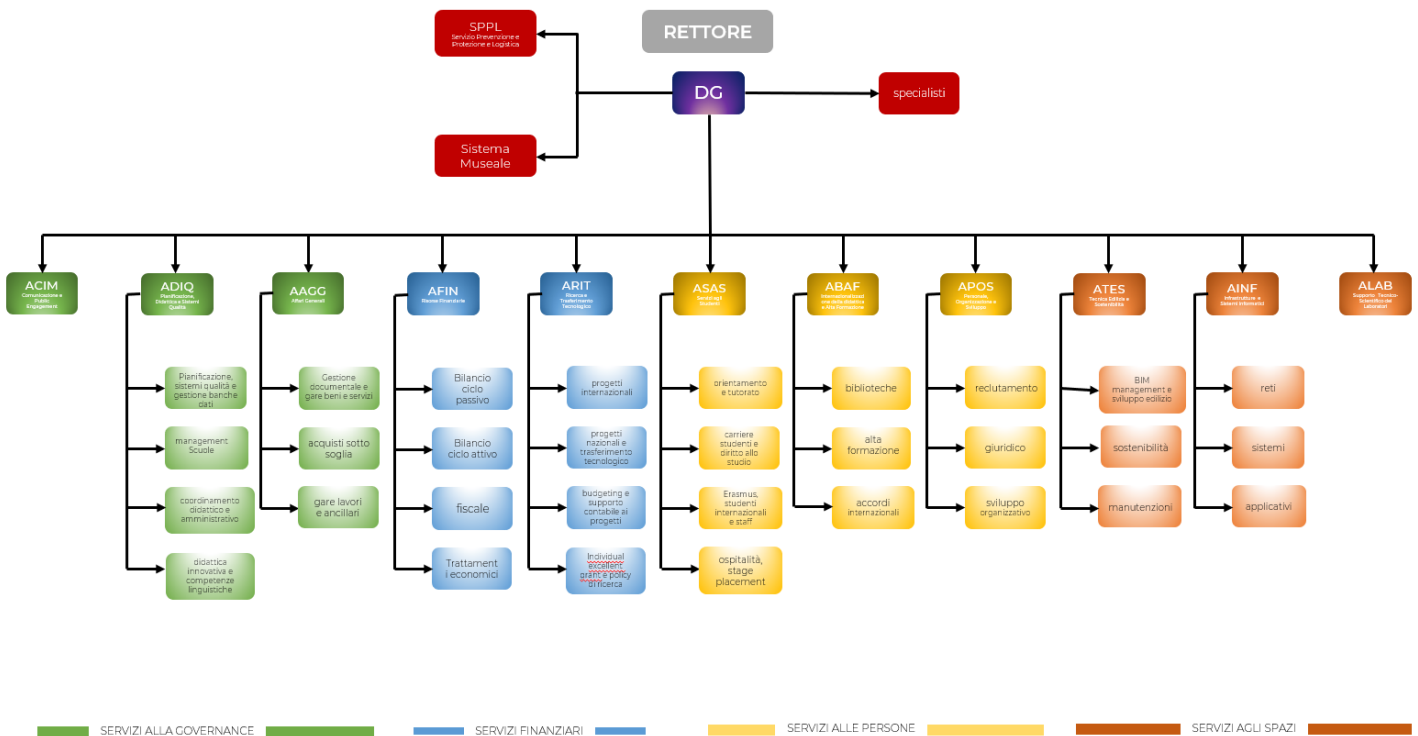 SPPL
Servizio Prevenzione e
Protezione e Logistica
RETTORE
DG
specialisti
Sistema
Museale
ACIM
Comunicazione e
Public
Engagement
ADIQ
Pianificazione,
Didattica e Sistemi
Qualità
AAGG
Affari Generali
AFIN
Risorse Finanziarie
ARIT
Ricerca e
Trasferimento
Tecnologico
ASAS
Servizi agli
Studenti
ABAF
Internazionalizzazi
one della didattica
e Alta Formazione
APOS
Personale,
Organizzazione e
Sviluppo
ATES
Tecnica Edilizia e
Sostenibilità
AINF
Infrastrutture e
Sistemi Informatici
ALAB
Supporto Tecnico-
Scientifico dei
Laboratori
Pianificazione,
sistemi qualità e
gestione banche
dati
management
Scuole
coordinamento
didattico e
amministrativo
didattica
innovativa e
competenze
linguistiche
Gestione
documentale e
gare beni e servizi
acquisti sotto
soglia
gare lavori
e ancillari
Bilancio
ciclo
passivo
Bilancio
ciclo attivo
fiscale
Trattament
i economici
progetti
internazionali
progetti
nazionali e
trasferimento
tecnologico
budgeting e
supporto
contabile ai
progetti
Individual
excellent
grant e policy
di ricerca
orientamento
e tutorato
carriere
studenti e
diritto allo
studio
Erasmus,
studenti
internazionali
e staff
ospitalità,
stage
placement
biblioteche
alta
formazione
accordi
internazionali
reclutamento
giuridico
sviluppo
organizzativo
BIM
management e
sviluppo edilizio
sostenibilità
manutenzioni
reti
sistemi
applicativi
SERVIZI ALLA GOVERNANCE
SERVIZI FINANZIARI
SERVIZI ALLE PERSONE
SERVIZI AGLI SPAZI